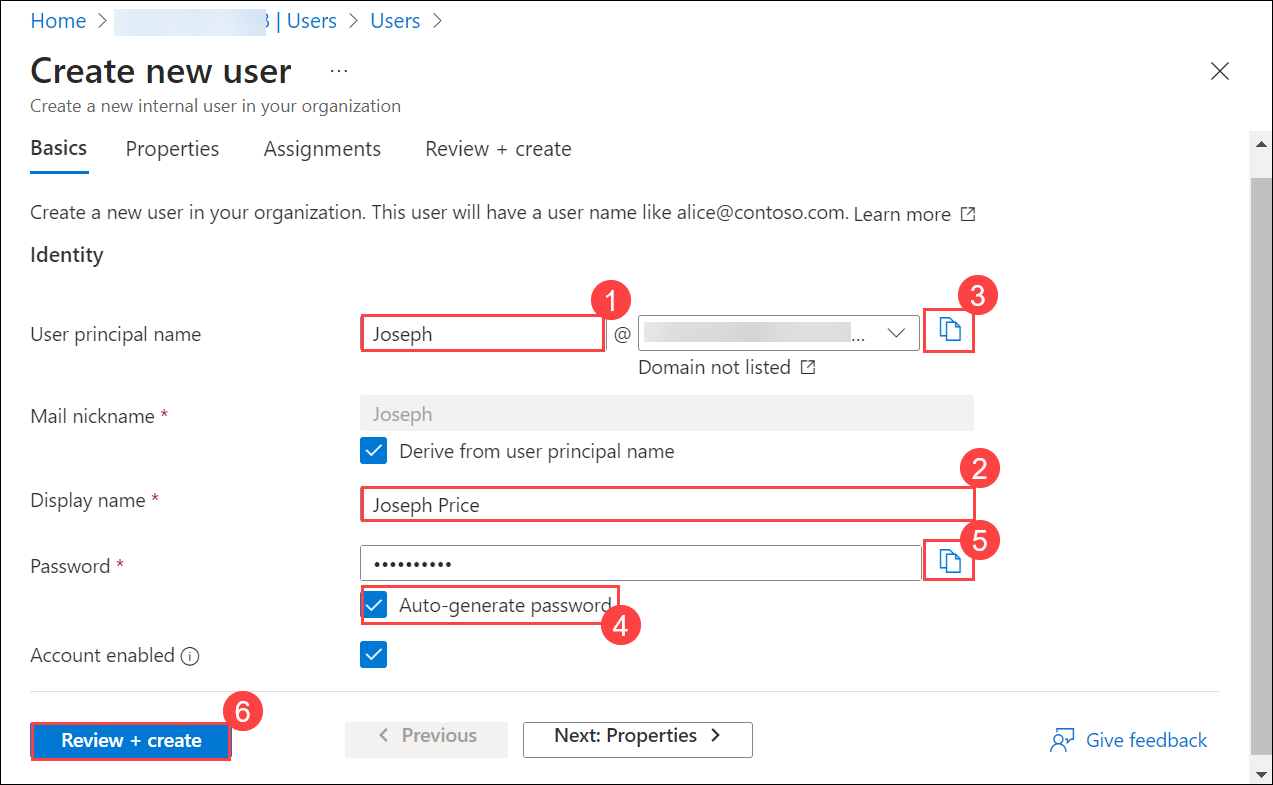 Home > | Users > Users >
Create new user ...
Create a new internal user in your organization
Basics Properties Assignments Review + create
Create a new user in your organization. This user will have a user name like alice@contoso.com. Learn more
Identity
1
3
User principal name Joseph @ ...
Domain not listed
Mail nickname * Joseph
Derive from user principal name
2
Display name * Joseph Price
5
Password * ••••••••••
Auto-generate password
4
Account enabled
6
Review + create < Previous Next: Properties > Give feedback